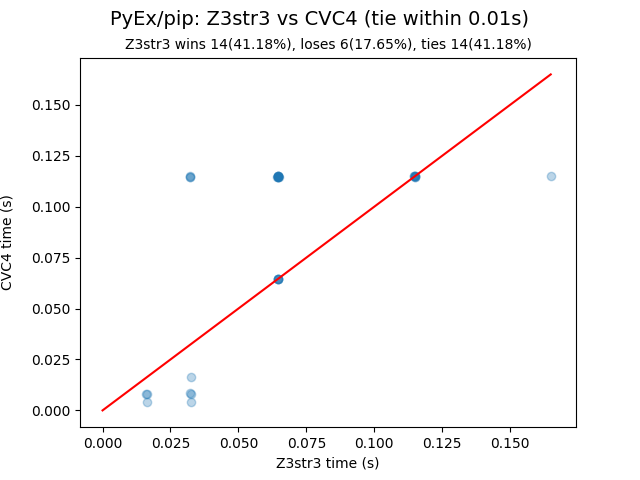 PyEx/pip: Z3str3 vs CVC4 (tie within 0.01s)
Z3str3 wins 14(41.18%), loses 6(17.65%), ties 14(41.18%)
CVC4 time (s)
0.150
0.125
0.100
0.075
0.050
0.025
0.000
0.000 0.025 0.050 0.075 0.100 0.125 0.150
Z3str3 time (s)